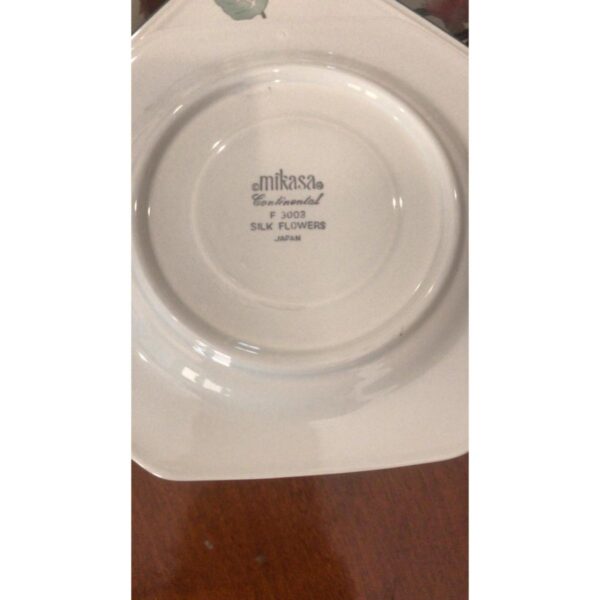 ©mikasa®
Continental
F 3003
SILK FLOWERS
JAPAN